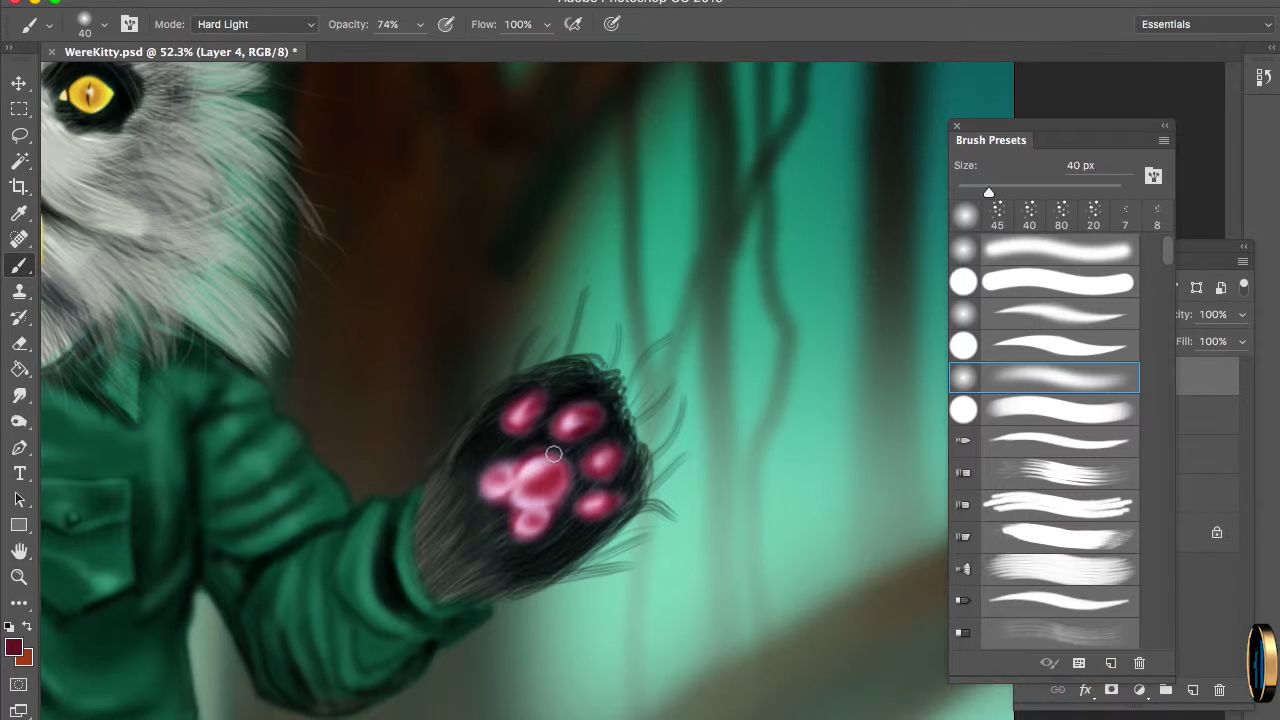 Mode: Hard Light Opacity: 74% Flow: 100% Essentials
40
WereKitty.psd @ 52.3% (Layer 4, RGB/8) *
Brush Presets
Size: 40 px
45 40 80 20 7 8
100%
Fill: 100%
T
fx